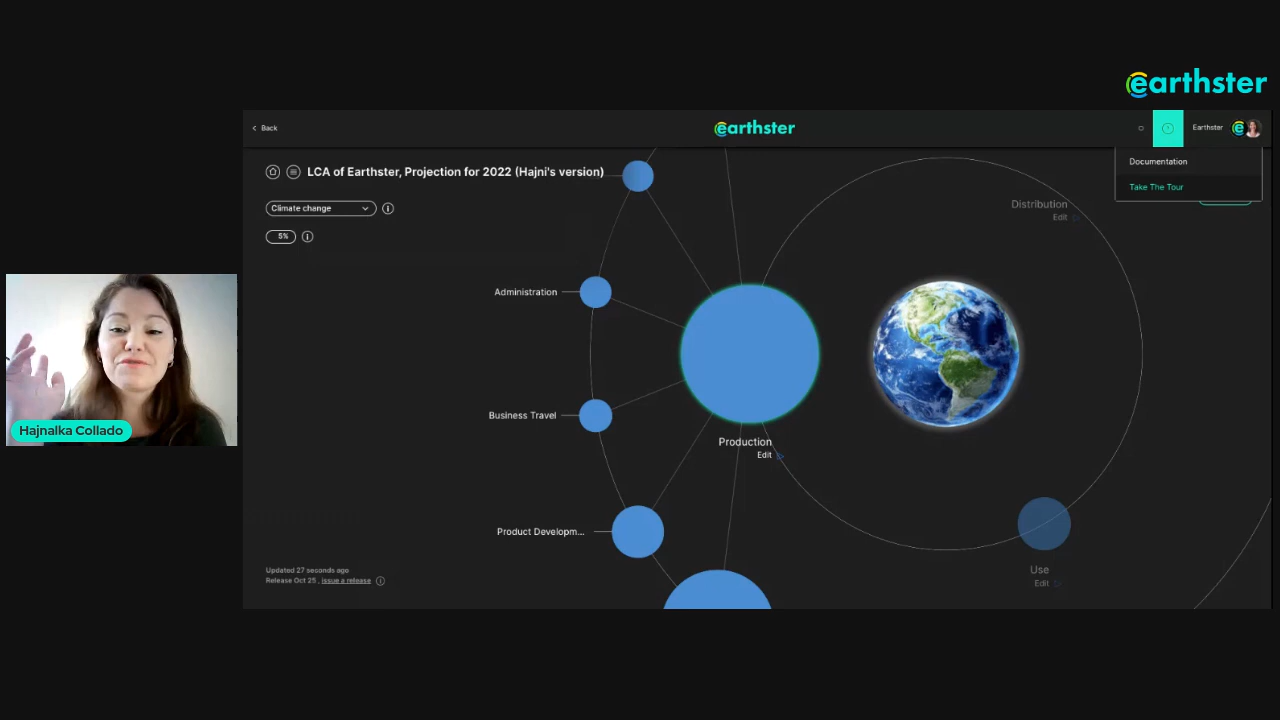 earthster
Back
earthster
Earthster
Documentation
Take The Tour
LCA of Earthster, Projection for 2022 (Hajni's version)
Climate change
5%
Distribution
Edit
Administration
Business Travel
Production
Edit
Hajnalka Collado
Product Developm...
Use
Edit
Updated 27 seconds ago
Release Oct 25 , issue a release